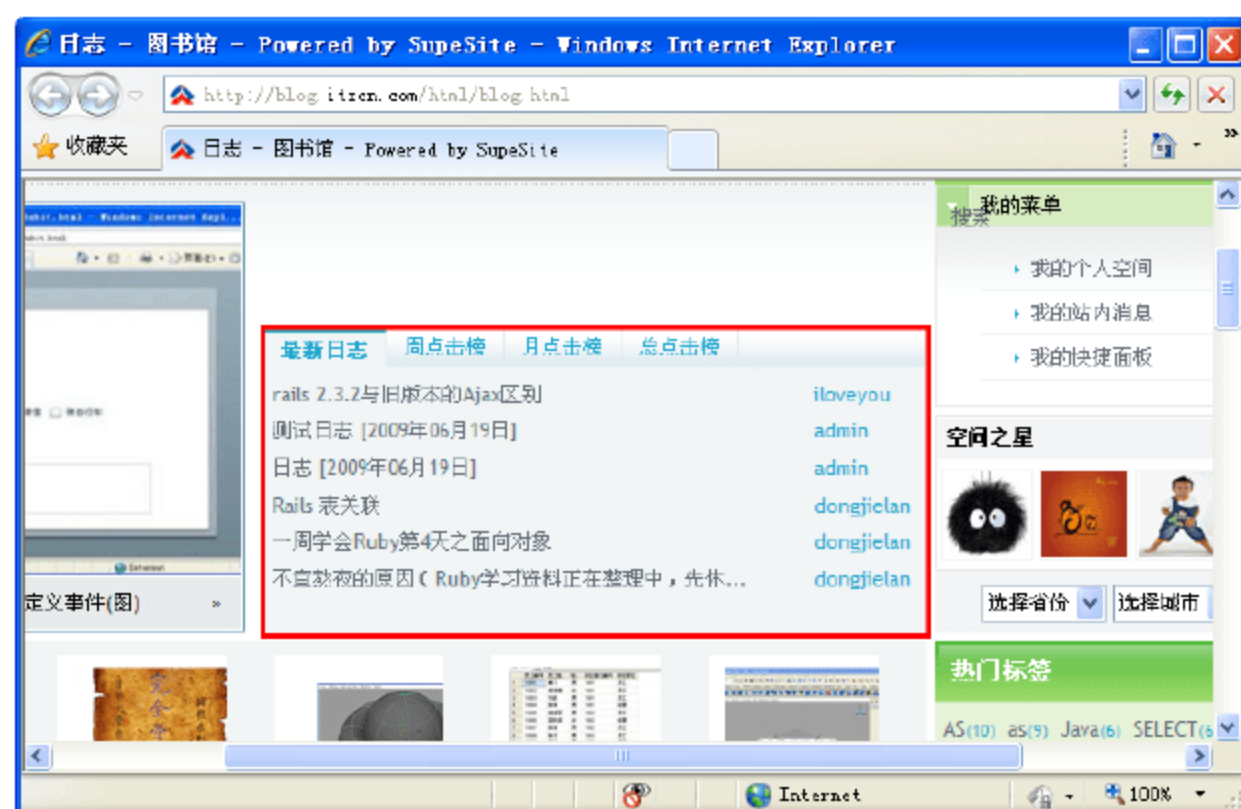 日志 - 图书馆 - Powered by SupeSite - Windows Internet Explorer
http://blog.itzcn.com/html/blog.html
收藏夹
日志 - 图书馆 - Powered by SupeSite
»
我的菜单
搜索
我的个人空间
我的站内消息
我的快捷面板
最新日志 周点击榜 月点击榜 总点击榜
rails 2.3.2与旧版本的Ajax区别 iloveyou
测试日志 [2009年06月19日] admin
日志 [2009年06月19日] admin
Rails 表关联 dongjielan
一周学会Ruby第4天之面向对象 dongjielan
不宜熬夜的原因（Ruby学习资料正在整理中，先休... dongjielan
空间之星
定义事件(图) »
选择省份 选择城市
热门标签
AS(10) as(9) Java(6) SELECT(6
Internet
100%